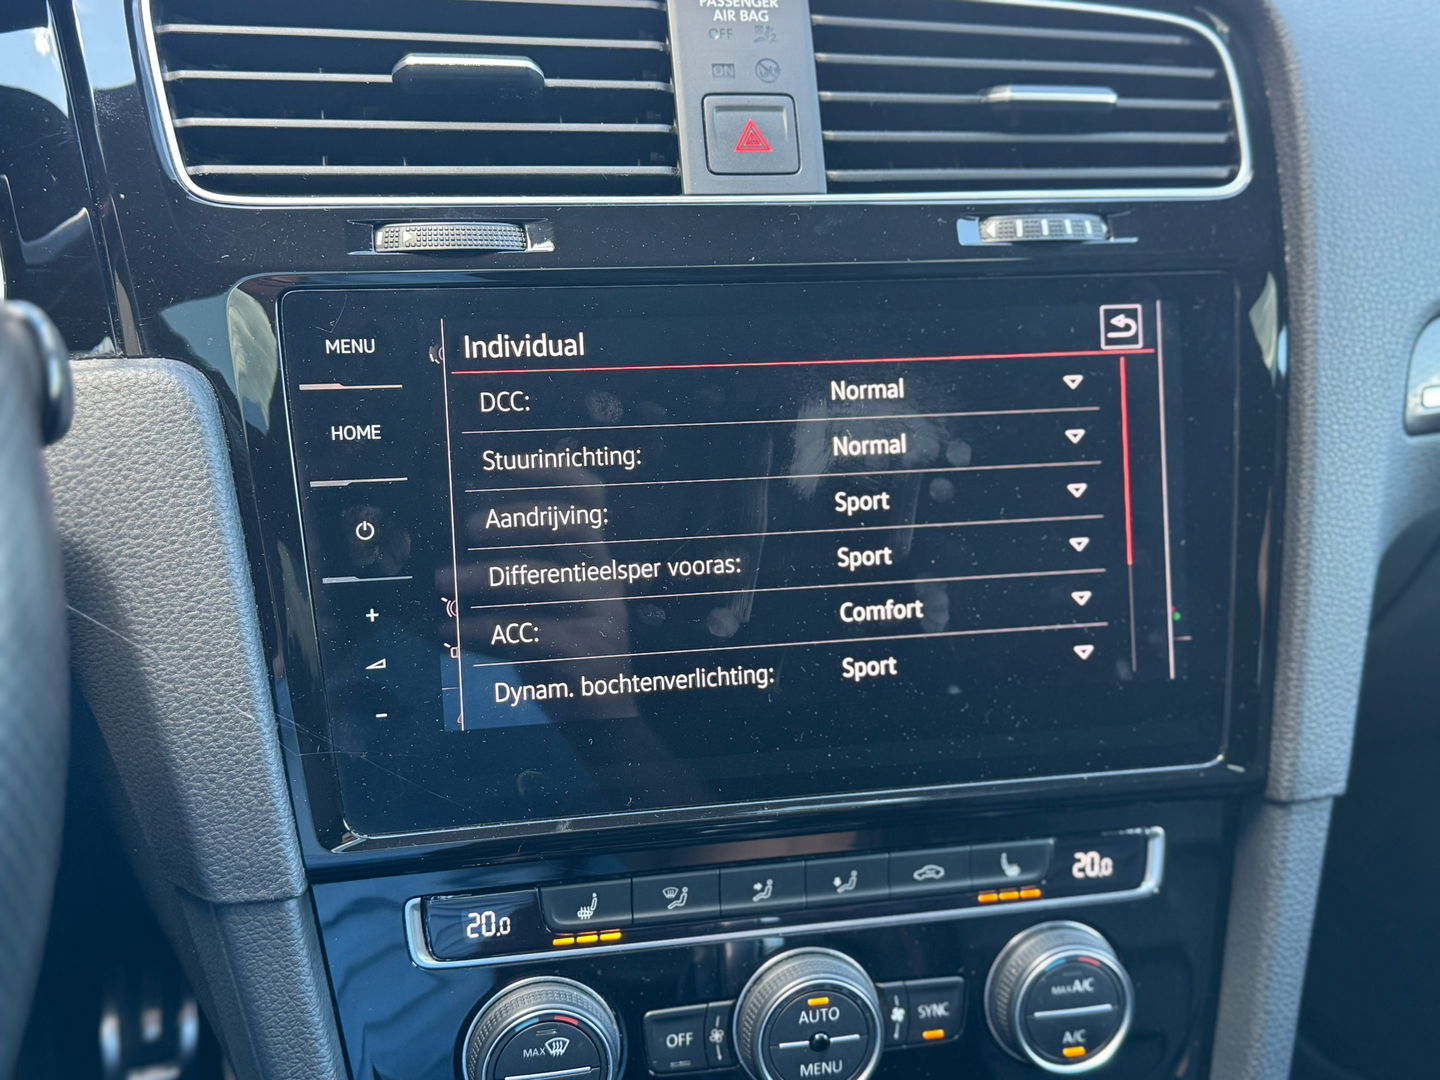 PASSENGER
AIR BAG
OFF
ON
MENU
HOME
+
-
Individual
DCC: Normal
Stuurinrichting: Normal
Aandrijving: Sport
Differentieelsper vooras: Sport
ACC: Comfort
Dynam. bochtenverlichting: Sport
20.0
20.0
MAX
OFF
AUTO
MENU
SYNC
MAX A/C
A/C